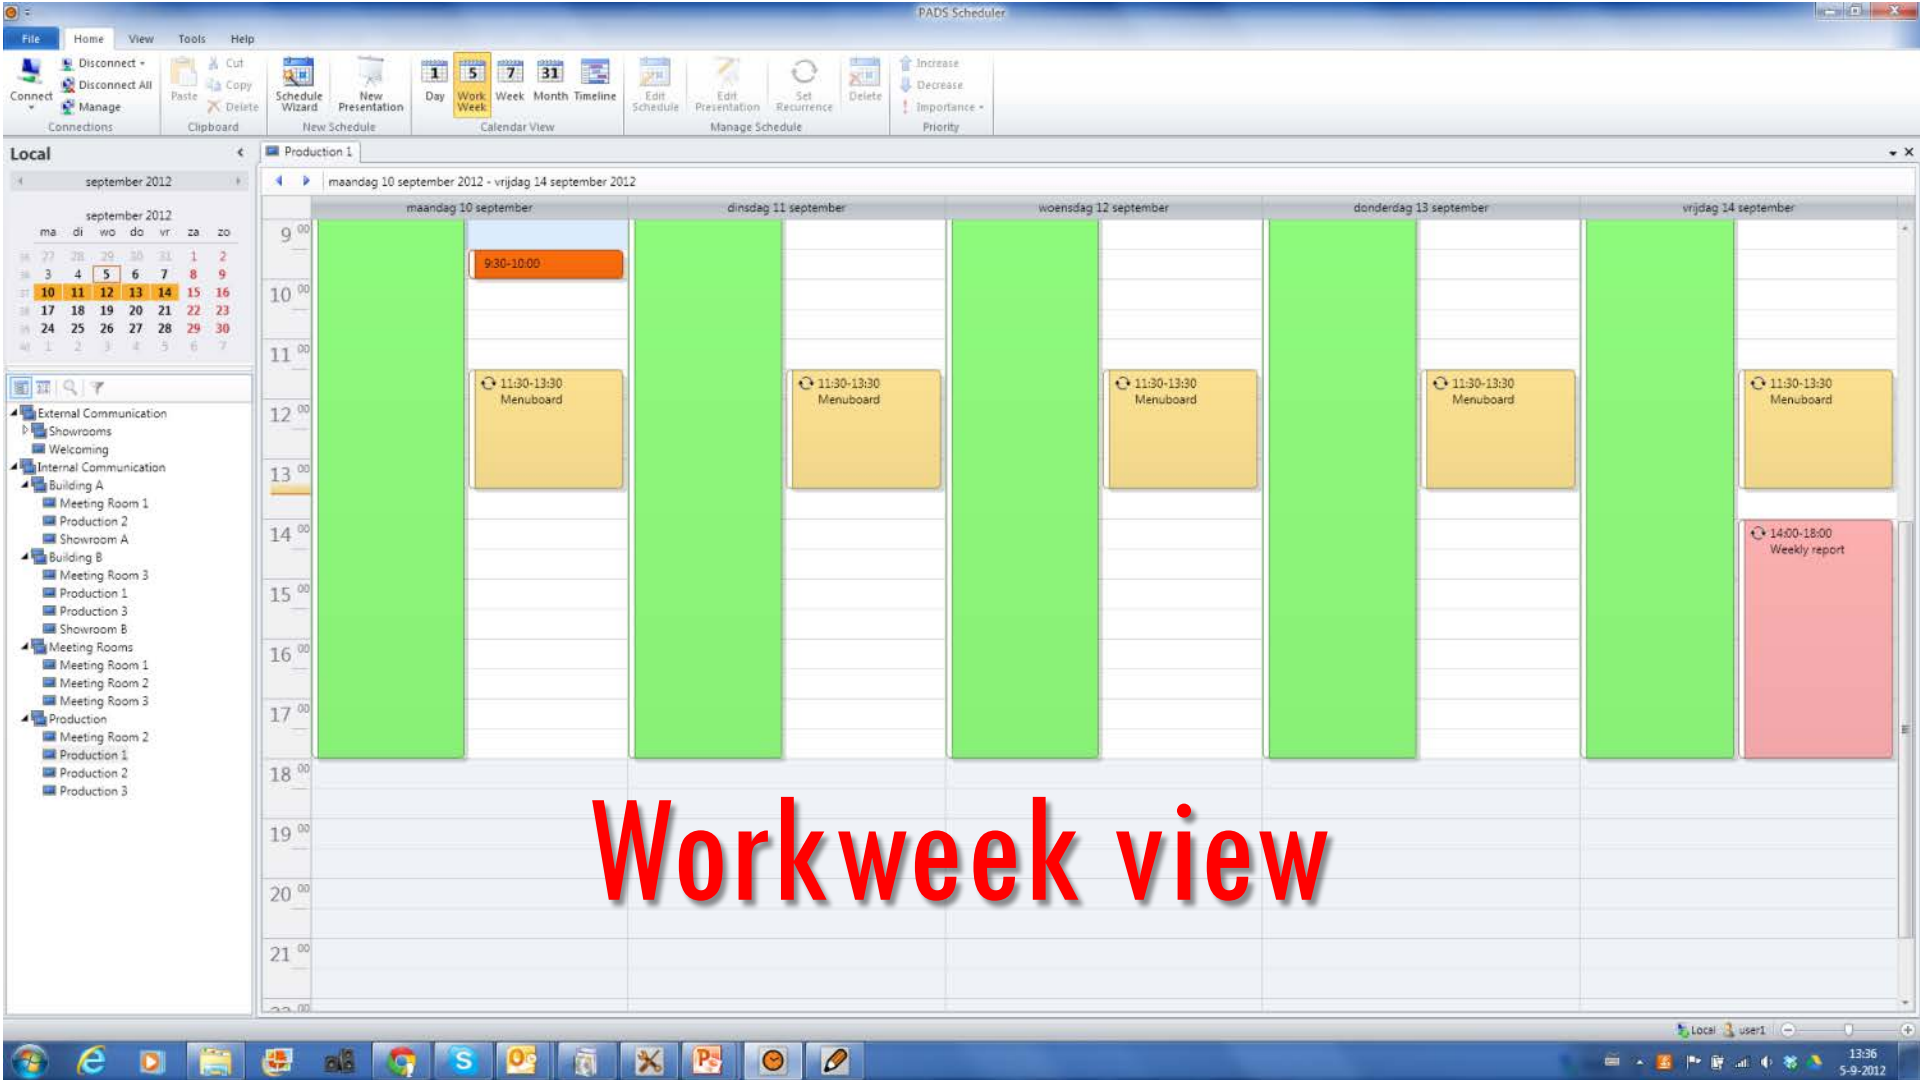 PADS Scheduler
File Home View Tools Help
Connect Disconnect Disconnect All Manage
Connections
Paste Cut Copy Delete
Clipboard
Schedule Wizard New Presentation
New Schedule
1 Day 5 Work Week 7 Week 31 Month Timeline
Calendar View
Edit Schedule Edit Presentation Set Recurrence Delete
Manage Schedule
Increase Decrease Importance
Priority
Local
Production 1
september 2012
maandag 10 september 2012 - vrijdag 14 september 2012
september 2012
ma di wo do vr za zo
27 28 29 30 31 1 2
3 4 5 6 7 8 9
37 10 11 12 13 14 15 16
17 18 19 20 21 22 23
24 25 26 27 28 29 30
40 1 2 3 4 5 6 7
External Communication
Showrooms
Welcoming
Internal Communication
Building A
Meeting Room 1
Production 2
Showroom A
Building B
Meeting Room 3
Production 1
Production 3
Showroom B
Meeting Rooms
Meeting Room 1
Meeting Room 2
Meeting Room 3
Production
Meeting Room 2
Production 1
Production 2
Production 3
maandag 10 september dinsdag 11 september woensdag 12 september donderdag 13 september vrijdag 14 september
9 00
9:30-10:00
10 00
11 00
11:30-13:30 11:30-13:30 11:30-13:30 11:30-13:30 11:30-13:30
Menuboard Menuboard Menuboard Menuboard Menuboard
12 00
13 00
14 00
14:00-18:00
Weekly report
15 00
16 00
17 00
18 00
19 00
Workweek view
20 00
21 00
Local user1
13:36
5-9-2012